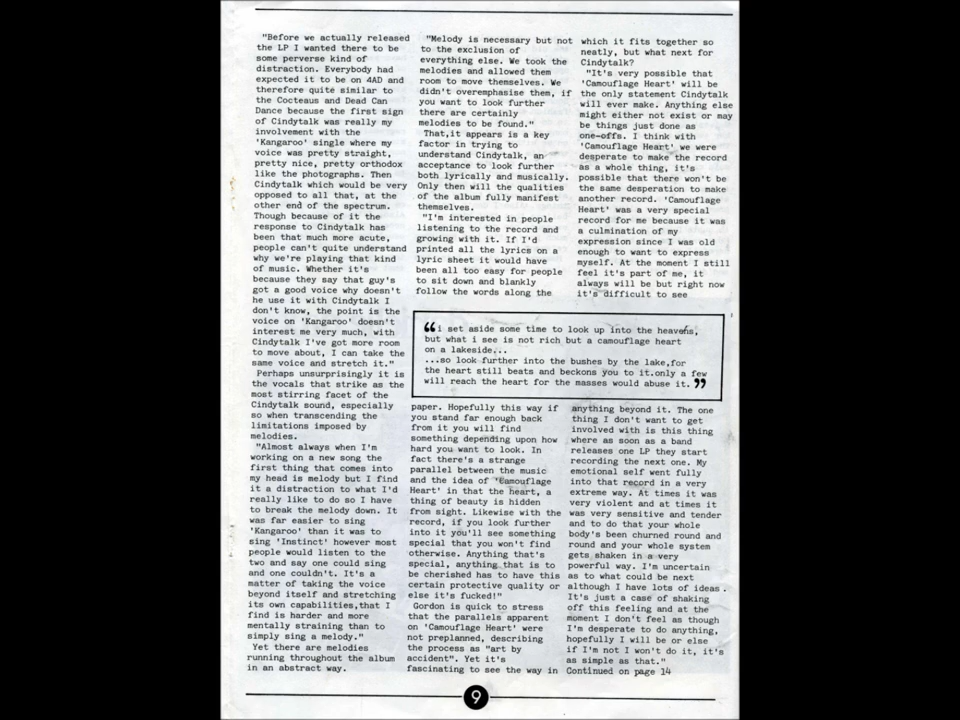 "Before we actually released
the LP I wanted there to be
some perverse kind of
distraction. Everybody had
expected it to be on 4AD and
therefore quite similar to
the Cocteaus and Dead Can
Dance because the first sign
of Cindytalk was really my
involvement with the
'Kangaroo' single where my
voice was pretty straight,
pretty nice, pretty orthodox
like the photographs. Then
Cindytalk which would be very
opposed to all that, at the
other end of the spectrum.
Though because of it the
response to Cindytalk has
been that much more acute,
people can't quite understand
why we're playing that kind
of music. Whether it's
because they say that guy's
got a good voice why doesn't
he use it with Cindytalk I
don't know, the point is the
voice on 'Kangaroo' doesn't
interest me very much, with
Cindytalk I've got more room
to move about, I can take the
same voice and stretch it."
Perhaps unsurprisingly it is
the vocals that strike as the
most stirring facet of the
Cindytalk sound, especially
so when transcending the
limitations imposed by
melodies.
"Almost always when I'm
working on a new song the
first thing that comes into
my head is melody but I find
it a distraction to what I'd
really like to do so I have
to break the melody down. It
was far easier to sing
'Kangaroo' than it was to
sing 'Instinct' however most
people would listen to the
two and say one could sing
and one couldn't. It's a
matter of taking the voice
beyond itself and stretching
its own capabilities,that I
find is harder and more
mentally straining than to
simply sing a melody."
Yet there are melodies
running throughout the album
in an abstract way.
"Melody is necessary but not
to the exclusion of
everything else. We took the
melodies and allowed them
room to move themselves. We
didn't overemphasise them, if
you want to look further
there are certainly
melodies to be found."
That,it appears is a key
factor in trying to
understand Cindytalk, an
acceptance to look further
both lyrically and musically.
Only then will the qualities
of the album fully manifest
themselves.
"I'm interested in people
listening to the record and
growing with it. If I'd
printed all the lyrics on a
lyric sheet it would have
been all too easy for people
to sit down and blankly
follow the words along the
paper. Hopefully this way if
you stand far enough back
from it you will find
something depending upon how
hard you want to look. In
fact there's a strange
parallel between the music
and the idea of 'Camouflage
Heart' in that the heart, a
thing of beauty is hidden
from sight. Likewise with the
record, if you look further
into it you'll see something
special that you won't find
otherwise. Anything that's
special, anything that is to
be cherished has to have this
certain protective quality or
else it's fucked!"
Gordon is quick to stress
that the parallels apparent
on 'Camouflage Heart' were
not preplanned, describing
the process as "art by
accident". Yet it's
fascinating to see the way in
which it fits together so
neatly, but what next for
Cindytalk?
"It's very possible that
'Camouflage Heart' will be
the only statement Cindytalk
will ever make. Anything else
might either not exist or may
be things just done as
one-offs. I think with
'Camouflage Heart' we were
desperate to make the record
as a whole thing, it's
possible that there won't be
the same desperation to make
another record. 'Camouflage
Heart' was a very special
record for me because it was
a culmination of my
expression since I was old
enough to want to express
myself. At the moment I still
feel it's part of me, it
always will be but right now
it's difficult to see
anything beyond it. The one
thing I don't want to get
involved with is this thing
where as soon as a band
releases one LP they start
recording the next one. My
emotional self went fully
into that record in a very
extreme way. At times it was
very violent and at times it
was very sensitive and tender
and to do that your whole
body's been churned round and
round and your whole system
gets shaken in a very
powerful way. I'm uncertain
as to what could be next
although I have lots of ideas.
It's just a case of shaking
off this feeling and at the
moment I don't feel as though
I'm desperate to do anything,
hopefully I will be or else
if I'm not I won't do it, it's
as simple as that."
Continued on page 14
“i set aside some time to look up into the heavens,
but what i see is not rich but a camouflage heart
on a lakeside...
...so look further into the bushes by the lake,for
the heart still beats and beckons you to it.only a few
will reach the heart for the masses would abuse it.”
9